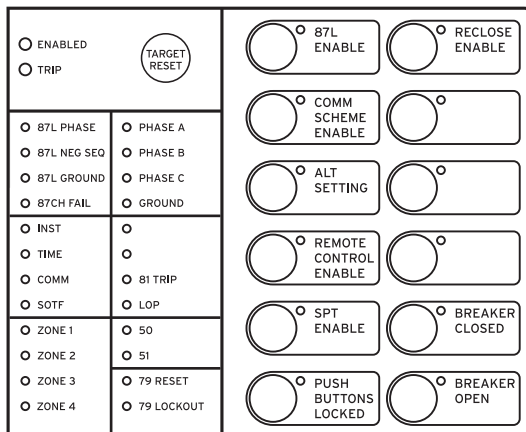 ENABLED
TRIP
TARGET
RESET
87L PHASE
87L NEG SEQ
87L GROUND
87CH FAIL
PHASE A
PHASE B
PHASE C
GROUND
INST
TIME
COMM
SOTF
81 TRIP
LOP
ZONE 1
ZONE 2
ZONE 3
ZONE 4
50
51
79 RESET
79 LOCKOUT
87L
ENABLE
RECLOSE
ENABLE
COMM
SCHEME
ENABLE
ALT
SETTING
REMOTE
CONTROL
ENABLE
SPT
ENABLE
BREAKER
CLOSED
PUSH
BUTTONS
LOCKED
BREAKER
OPEN